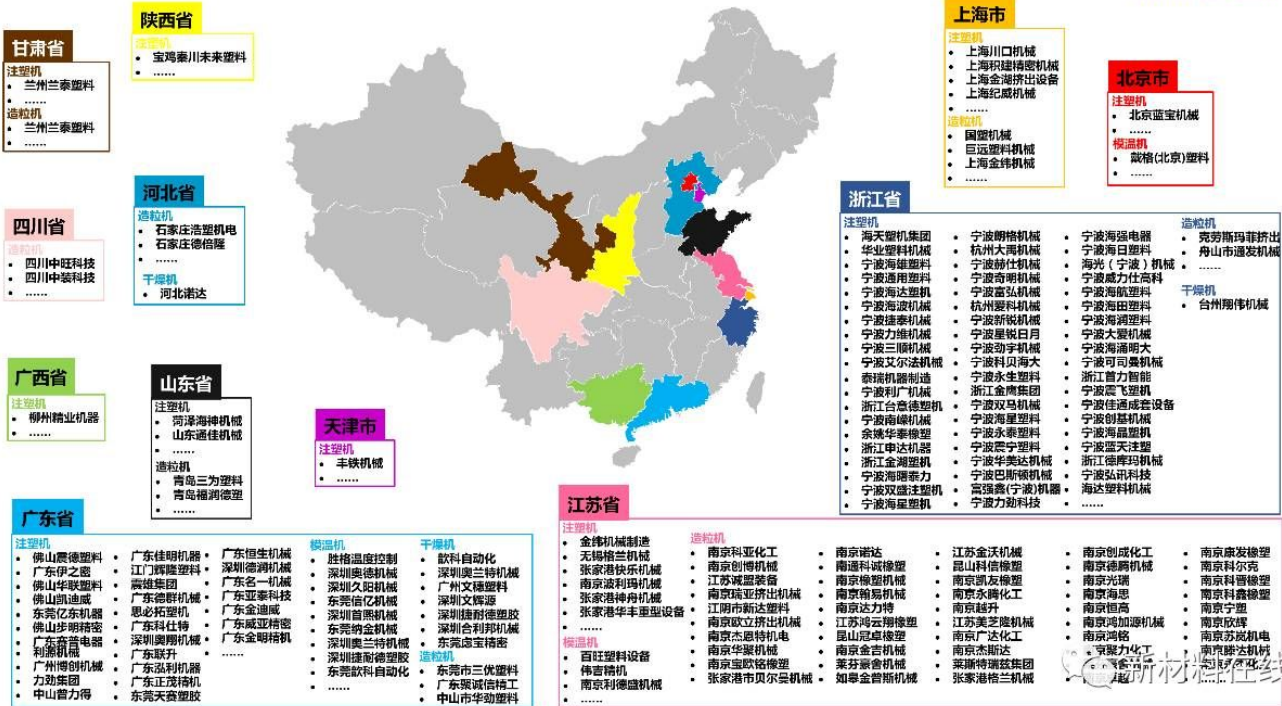 甘肃省
注塑机
• 兰州兰泰塑料
• ......
造粒机
• 兰州兰泰塑料
• ......
陕西省
注塑机
• 宝鸡秦川未来塑料
• ......
四川省
造粒机
• 四川中旺科技
• 四川中装科技
• ......
河北省
造粒机
• 石家庄浩塑机电
• 石家庄德倍隆
• ......
干燥机
• 河北诺达
广西省
注塑机
• 柳州精业机器
• ......
山东省
注塑机
• 菏泽海神机械
• 山东通佳机械
• ......
造粒机
• 青岛三为塑料
• 青岛福润德塑
• ......
天津市
注塑机
• 丰铁机械
• ......
上海市
注塑机
• 上海川口机械
• 上海积建精密机械
• 上海金湖挤出设备
• 上海纪威机械
• ......
造粒机
• 国塑机械
• 巨远塑料机械
• 上海金纬机械
• ......
北京市
注塑机
• 北京蓝宝机械
• ......
模温机
• 戴格(北京)塑料
• ......
浙江省
注塑机
• 海天塑机集团
• 华业塑料机械
• 宁波海雄塑料
• 宁波通用塑料
• 宁波海达塑机
• 宁波海波机械
• 宁波捷泰机械
• 宁波力维机械
• 宁波三顺机械
• 宁波艾尔法机械
• 泰瑞机器制造
• 宁波利广机械
• 浙江台意德塑机
• 宁波南嵘机械
• 余姚华泰橡塑
• 浙江申达机器
• 浙江金湖塑机
• 宁波海曙泰力
• 宁波双盛注塑机
• 宁波海星塑机
• 宁波朗格机械
• 杭州大禹机械
• 宁波赫仕机械
• 宁波奇明机械
• 宁波富弘机械
• 杭州爱科机械
• 宁波新锐机械
• 宁波星锐日月
• 宁波劲宇机械
• 宁波科贝海大
• 宁波永生塑料
• 浙江金鹰集团
• 宁波双马机械
• 宁波海星塑料
• 宁波永泰塑料
• 宁波震宁塑料
• 宁波华美达机械
• 宁波巴斯顿机械
• 富强鑫(宁波)机器
• 宁波力劲科技
• 宁波海强电器
• 宁波海日塑料
• 海光（宁波）机械
• 宁波威力仕高科
• 宁波海航塑料
• 宁波海田塑料
• 宁波海润塑料
• 宁波大爱机械
• 宁波海涌明大
• 宁波可司曼机械
• 浙江首力智能
• 宁波震飞塑机
• 宁波佳通成套设备
• 宁波创基机械
• 宁波海晶塑机
• 宁波蓝天注塑
• 浙江德库玛机械
• 宁波弘讯科技
• 海达塑料机械
• ......
造粒机
• 克劳斯玛菲挤出
• 舟山市通发机械
• ......
干燥机
• 台州翔伟机械
广东省
注塑机
• 佛山震德塑料
• 广东伊之密
• 佛山华联塑料
• 佛山凯迪威
• 东莞亿东机器
• 佛山步明精密
• 广东赛普电器
利源机械
• 广州博创机械
• 力劲集团
• 中山普力得
• 广东佳明机器
• 江门辉隆塑料
• 震雄集团
• 广东德群机械
• 思必拓塑机
• 广东科仕特
• 深圳奥翔机械
• 广东联升
• 广东泓利机器
• 广东正茂精机
• 东莞天赛塑胶
• 广东恒生机械
• 深圳德润机械
• 广东名一机械
• 广东亚泰科技
• 广东金迪威
• 广东威亚精密
• 广东金明精机
• ......
模温机
• 胜格温度控制
• 深圳奥德机械
• 深圳久阳机械
• 东莞信亿机械
• 深圳首熙机械
• 东莞纳金机械
• 深圳奥兰特机械
• 深圳捷耐德塑胶
• 东莞歆科自动化
• ......
干燥机
• 歆科自动化
• 深圳奥兰特机械
• 广州文穗塑料
• 深圳文辉源
• 深圳捷耐德塑胶
• 深圳合利邦机械
• 东莞虑宝精密
造粒机
• 东莞市三优塑料
• 广东聚诚信精工
• 中山市华劲塑料
江苏省
注塑机
• 金纬机械制造
• 无锡格兰机械
• 张家港快乐机械
• 南京波利玛机械
• 张家港神舟机械
• 张家港华丰重型设备
• ......
模温机
• 百旺塑料设备
• 伟吉精机
• 南京利德盛机械
• ......
造粒机
• 南京科亚化工
• 南京创博机械
• 江苏诚盟装备
• 南京瑞亚挤出机械
• 江阴市新达塑料
• 南京欧立挤出机械
• 南京杰恩特机电
• 南京华聚机械
• 南京宝欧铭橡塑
• 张家港市贝尔机械
• 南京诺达
• 南通科诚橡塑
• 南京橡塑机械
• 南京翰易机械
• 南京达力特
• 江苏鸿云翔橡塑
• 昆山冠卓橡塑
• 南京金吉机械
• 莱芬豪舍机械
• 如皋金曾斯机械
• 江苏金沃机械
• 昆山科信橡塑
• 南京凯友橡塑
• 南京永腾化工
• 南京越升
• 江苏美芝隆机械
• 南京广达化工
• 南京杰斯达
• 莱斯特瑞兹集团
• 张家港格兰机械
• 南京创成化工
• 南京德腾机械
• 南京光瑞
• 南京海思
• 南京恒高
• 南京鸿加源机械
• 南京鸿铭
• 南京聚力化工
• 南京康发橡塑
• 南京科尔克
• 南京科晋橡塑
• 南京科鑫橡塑
• 南京宁塑
• 南京欣辉
• 南京苏岚机电
• 南京滕达机械
新材料在线